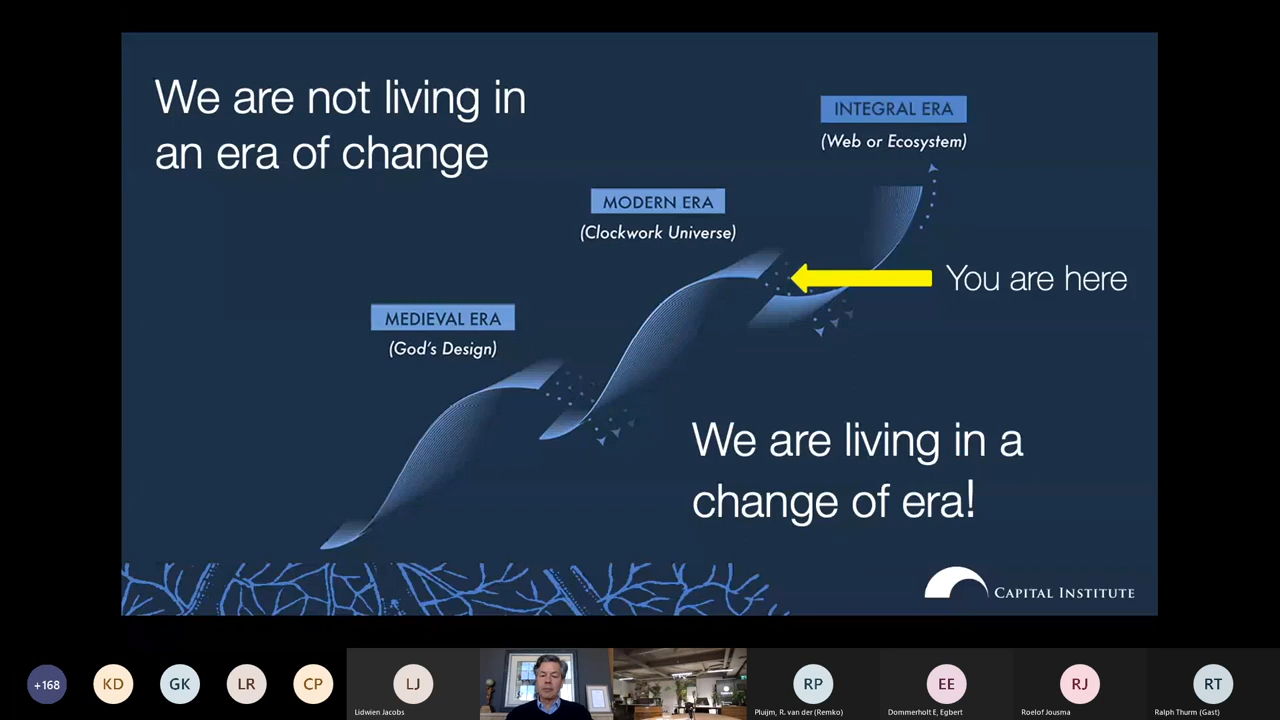 We are not living in
an era of change
INTEGRAL ERA
(Web or Ecosystem)
MODERN ERA
(Clockwork Universe)
You are here
MEDIEVAL ERA
(God's Design)
We are living in a
change of era!
CAPITAL INSTITUTE
+168
KD
GK
LR
CP
LJ
RP
EE
RJ
RT
Lidwien Jacobs
Pluijm, R. van der (Remko)
Dommerholt E, Egbert
Roelof Jousma
Ralph Thurm (Gast)